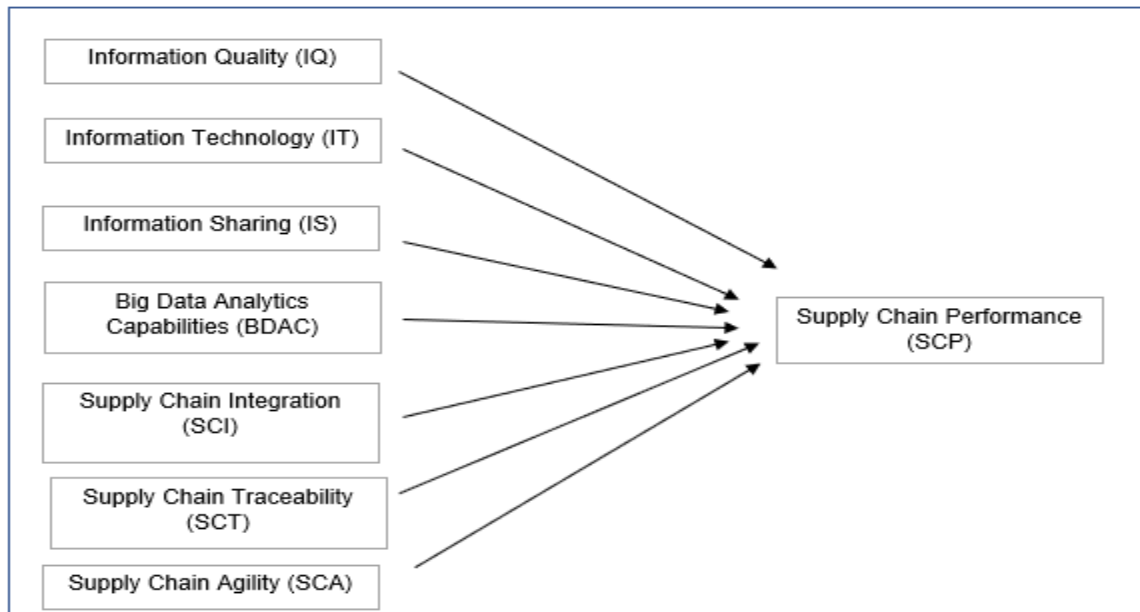 Information Quality (IQ)
Information Technology (IT)
Information Sharing (IS)
Big Data Analytics
Capabilities (BDAC)
Supply Chain Integration
(SCI)
Supply Chain Traceability
(SCT)
Supply Chain Agility (SCA)
Supply Chain Performance
(SCP)